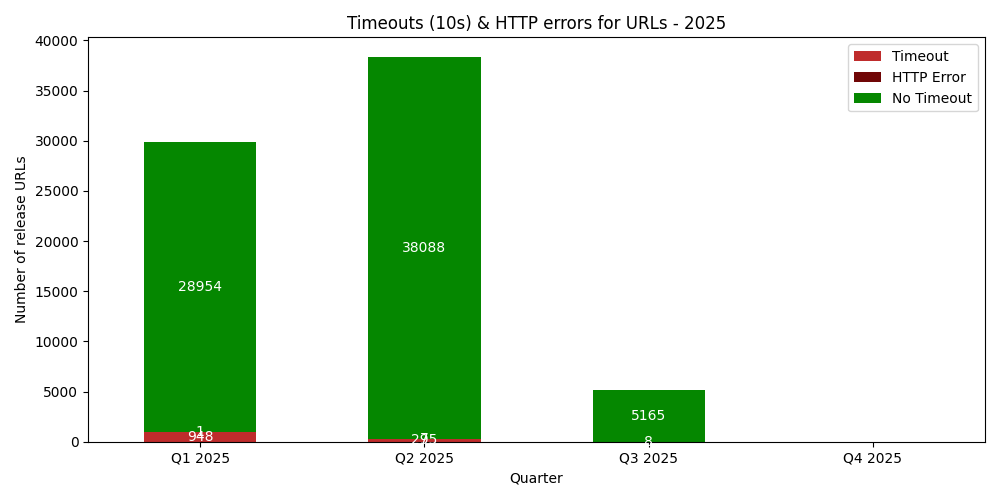 Timeouts (10s) & HTTP errors for URLs - 2025
Timeout
HTTP Error
No Timeout
Number of release URLs
40000
35000
30000
25000
20000
15000
10000
5000
0
28954
1
948
38088
295
5165
8
Q1 2025
Q2 2025
Q3 2025
Q4 2025
Quarter